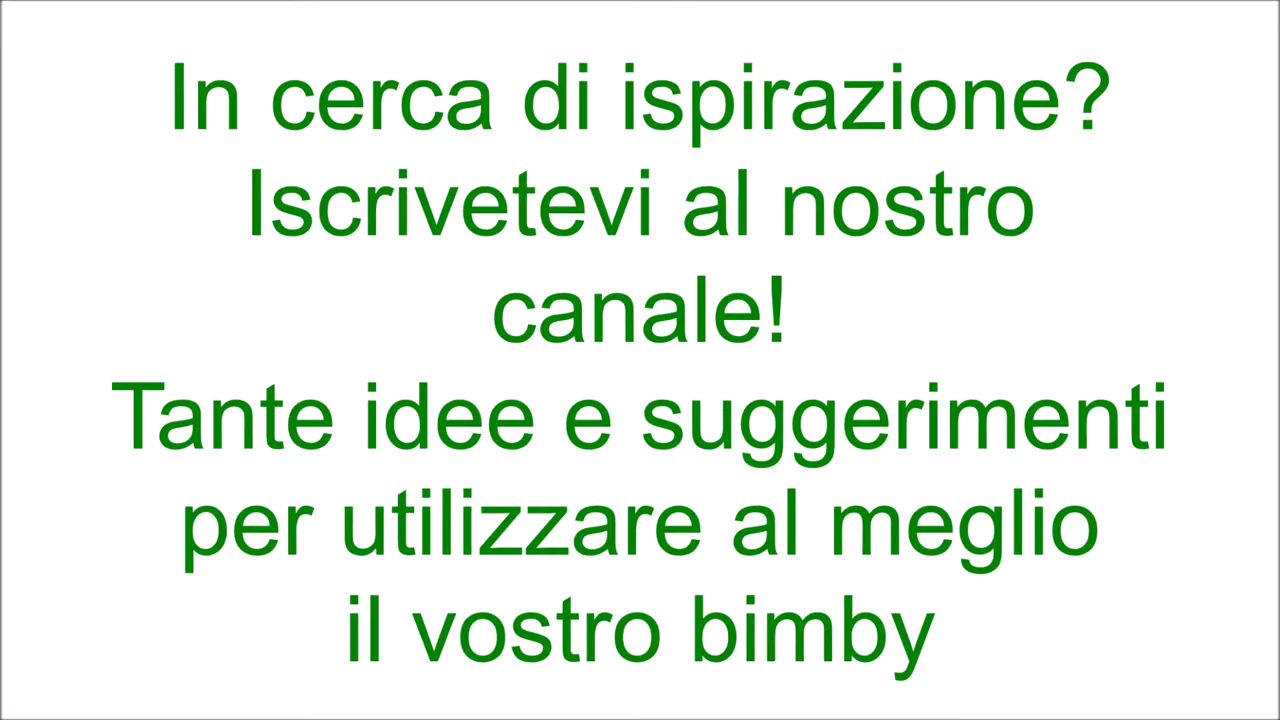 In cerca di ispirazione?
Iscrivetevi al nostro
canale!
Tante idee e suggerimenti
per utilizzare al meglio
il vostro bimby